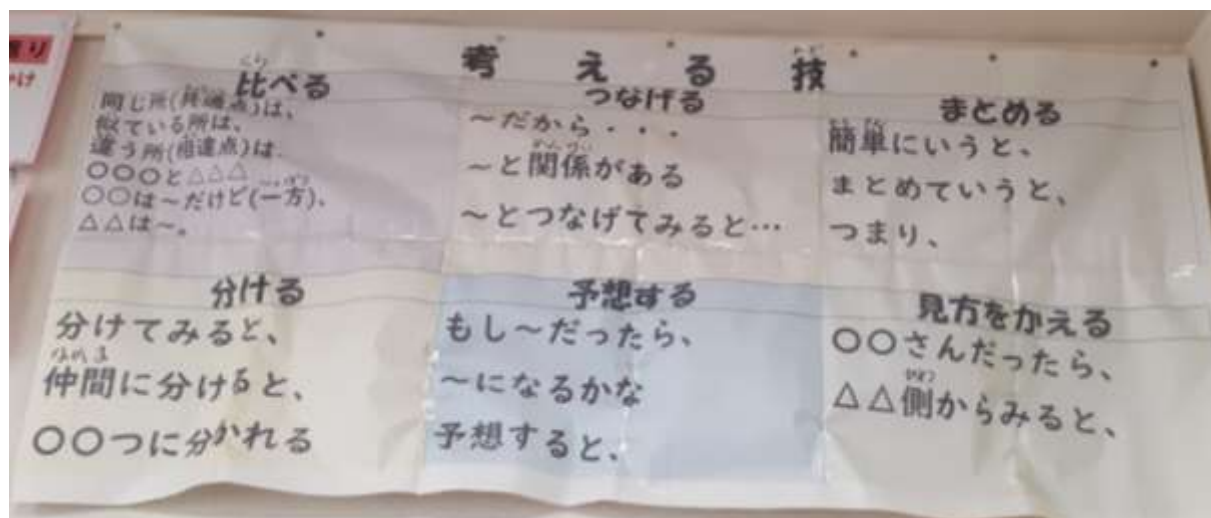 考える技
比べる
同じ所(共通点)は、
似ている所は、
違う所(相違点)は、
○○○と△△△
○○は～だけど(一方)、
△△は～。
つなげる
～だから・・・
～と関係がある
～とつなげてみると…
まとめる
簡単にいうと、
まとめていうと、
つまり、
分ける
分けてみると、
仲間に分けると、
○○つに分かれる
予想する
もし～だったら、
～になるかな
予想すると、
見方をかえる
○○さんだったら、
△△側からみると、